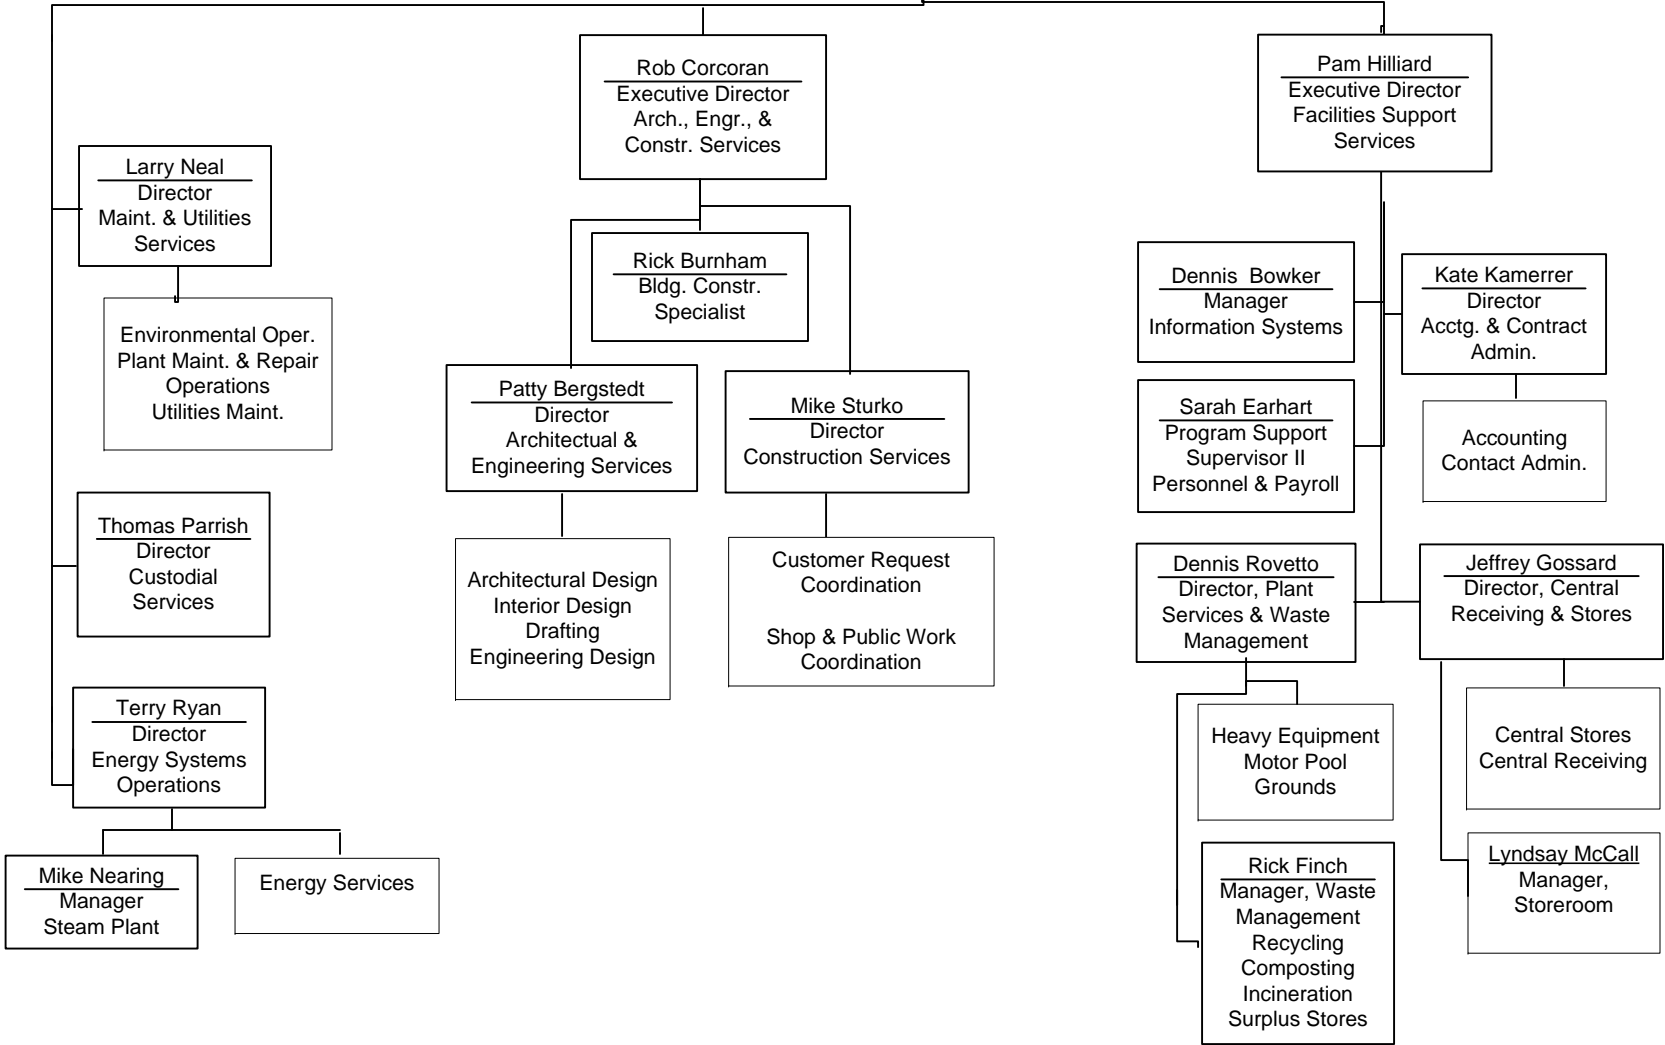 Rob Corcoran
Executive Director
Arch., Engr., &
Constr. Services
Pam Hilliard
Executive Director
Facilities Support
Services
Larry Neal
Director
Maint. & Utilities
Services
Environmental Oper.
Plant Maint. & Repair
Operations
Utilities Maint.
Rick Burnham
Bldg. Constr.
Specialist
Dennis  Bowker
Manager
Information Systems
Kate Kamerrer
Director
Acctg. & Contract
Admin.
Patty Bergstedt
Director
Architectual &
Engineering Services
Mike Sturko
Director
Construction Services
Sarah Earhart
Program Support
Supervisor II
Personnel & Payroll
Accounting
Contact Admin.
Thomas Parrish
Director
Custodial
Services
Architectural Design
Interior Design
Drafting
Engineering Design
Customer Request
Coordination
Shop & Public Work
Coordination
Dennis Rovetto
Director, Plant
Services & Waste
Management
Jeffrey Gossard
Director, Central
Receiving & Stores
Terry Ryan
Director
Energy Systems
Operations
Heavy Equipment
Motor Pool
Grounds
Central Stores
Central Receiving
Mike Nearing
Manager
Steam Plant
Energy Services
Rick Finch
Manager, Waste
Management
Recycling
Composting
Incineration
Surplus Stores
Lyndsay McCall
Manager,
Storeroom